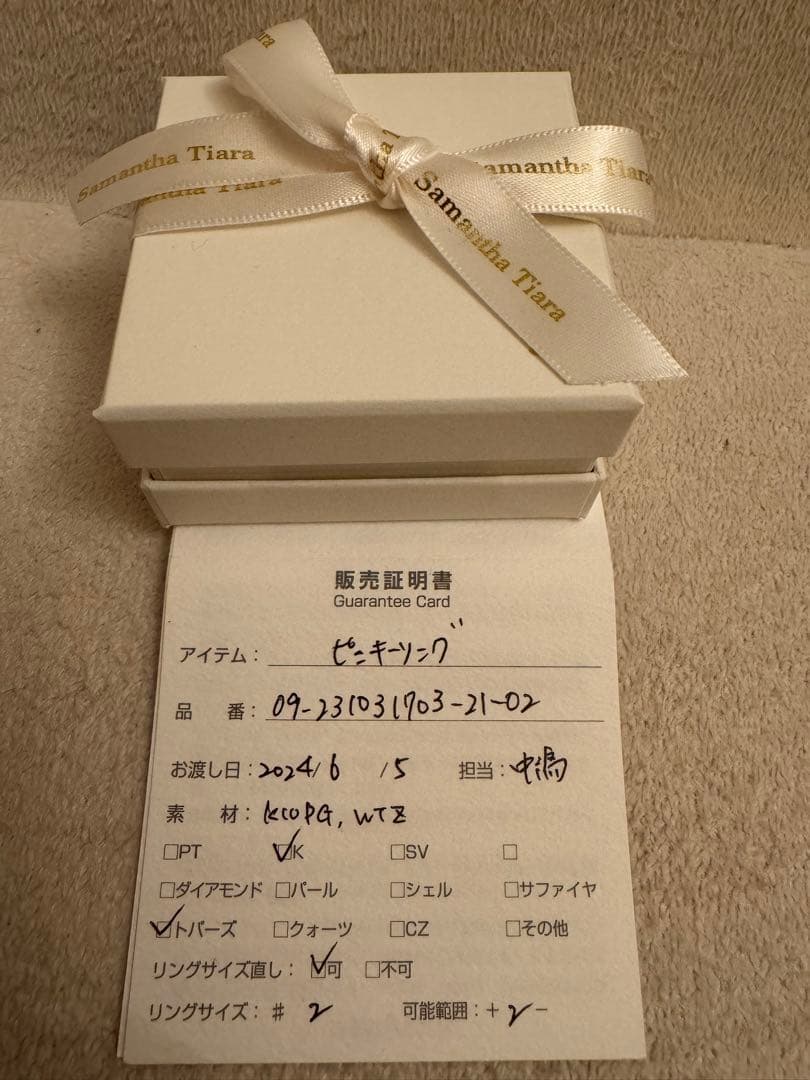 Samantha Tiara
Samantha Tiara
Samantha Tiara
販売証明書
Guarantee Card
アイテム： ピンキーリング
品 番： 09-231031703-21-02
お渡し日：2024/6 /5 担当：中嶋
素 材： K10PG, WTZ
□PT ☑K □SV □
□ダイアモンド □パール □シェル □サファイヤ
☑トパーズ □クォーツ □CZ □その他
リングサイズ直し： ☑可 □不可
リングサイズ： ♯ 2 可能範囲：＋2−